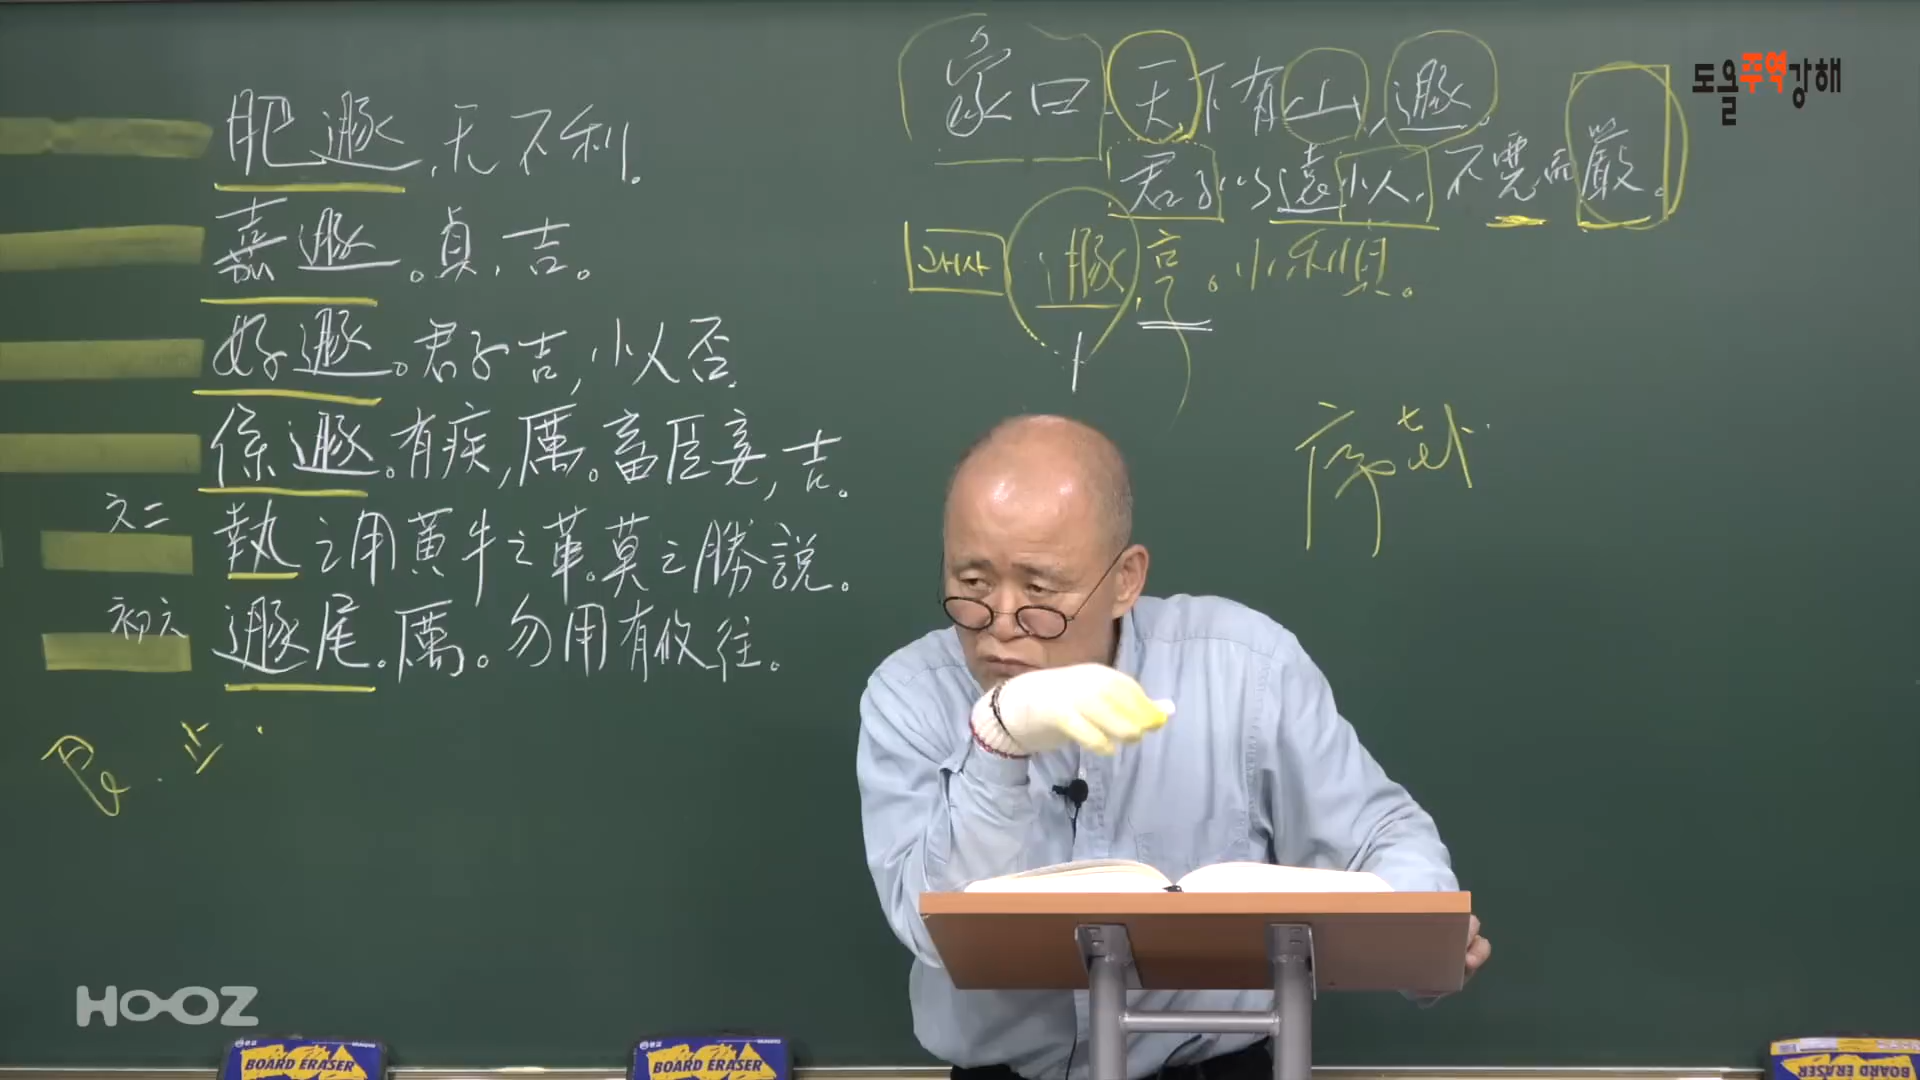 肥遯,无不利.
嘉遯。貞,吉。
好遯。君子吉,小人否.
係遯。有疾,厲。畜臣妾,吉。
六二
執之用黃牛之革。莫之勝說。
初六
遯尾。厲。勿用有攸往。
艮.止.
象曰 天下有山,遯。
君子以遠小人,不惡而嚴。
괘사 遯,亨。小利貞。
도올주역강해
HOOZ
BOARD ERASER
BOARD ERASER
BOARD ERASER